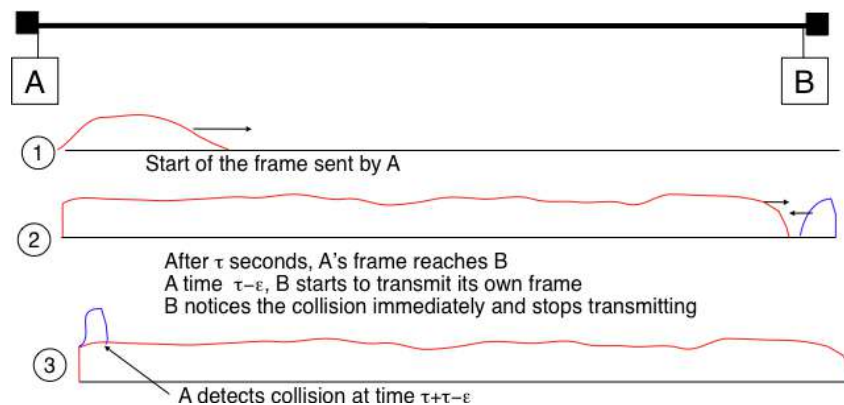 A
B
1
Start of the frame sent by A
2
After τ seconds, A's frame reaches B
A time τ−ε, B starts to transmit its own frame
B notices the collision immediately and stops transmitting
3
A detects collision at time τ+τ−ε